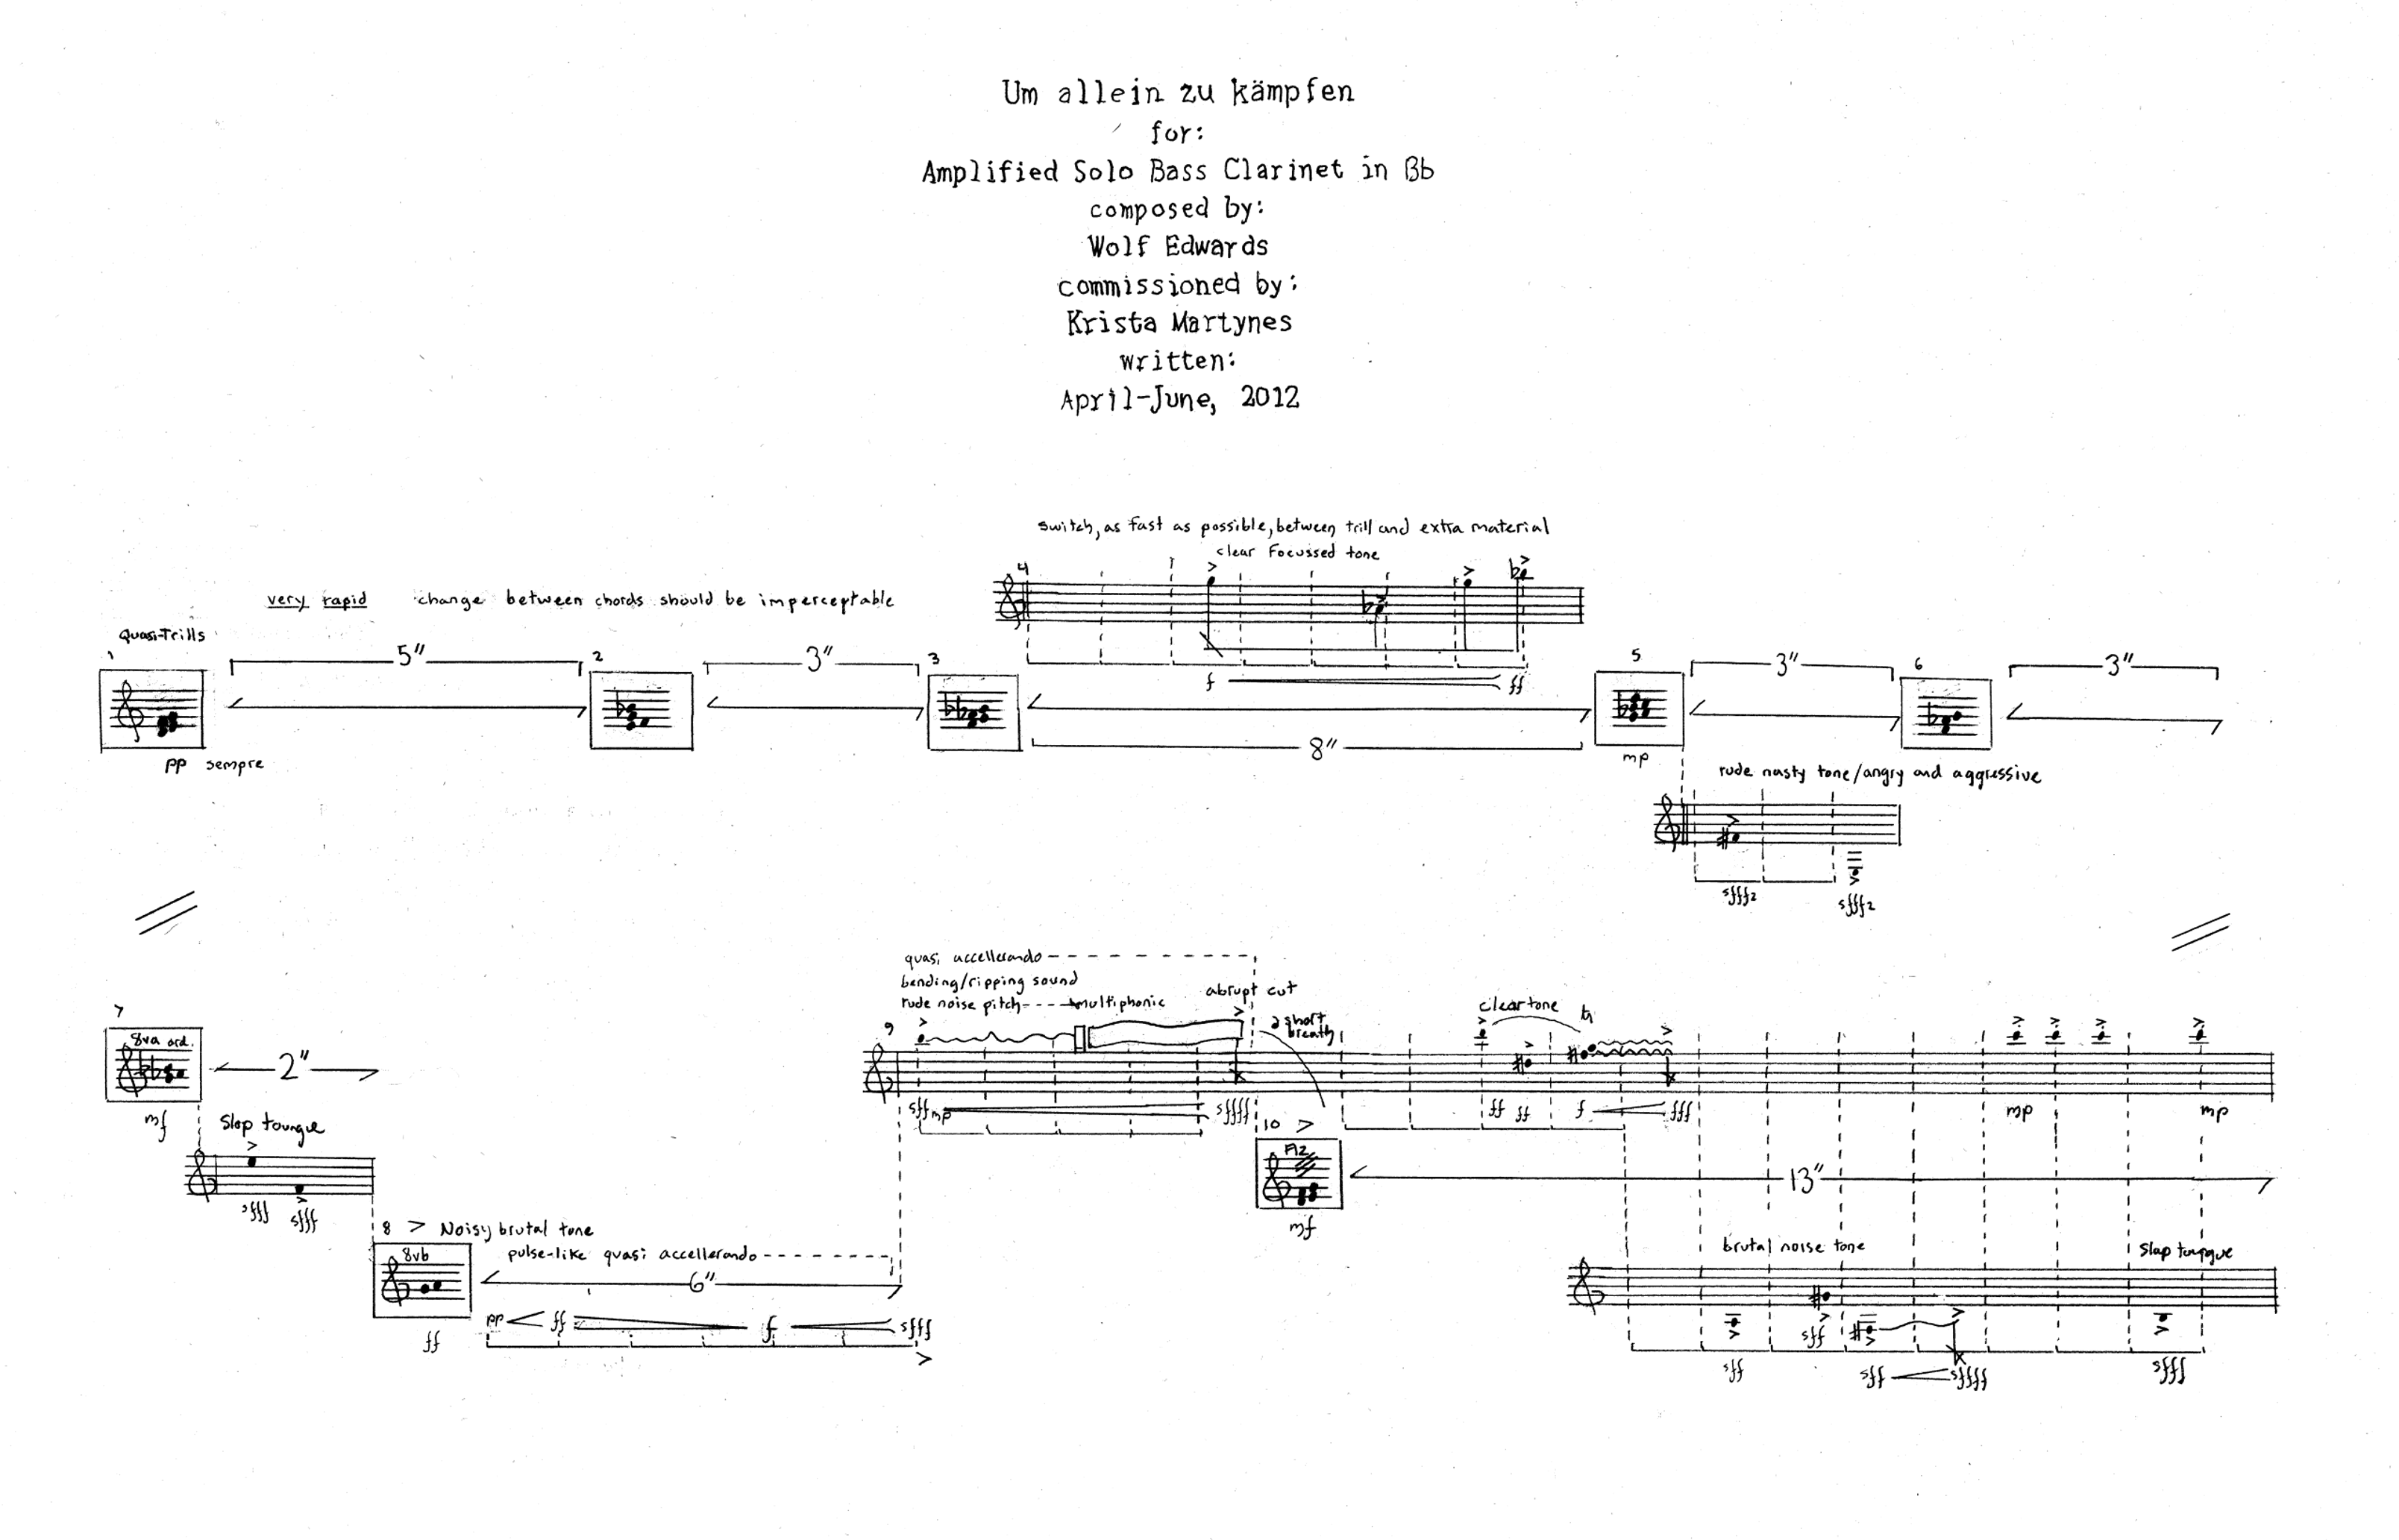 Um allein zu kämpfen
for:
Amplified Solo Bass Clarinet in Bb
composed by:
Wolf Edwards
commissioned by:
Krista Martynes
written:
April-June, 2012
switch, as fast as possible, between trill and extra material
clear focussed tone
4
very rapid change between chords should be imperceptable
Quasi-Trills
1 5" 2 3" 3 5 3" 6 3"
f ff
8"
pp sempre
mp
rude nasty tone/angry and aggressive
sfffz sfffz
quasi accellerando
bending/ripping sound
rude noise pitch multiphonic
abrupt cut
short breath
clear tone
tr
7
9
8va ord.
2"
mf
sff mp sffff
ff ff f fff
mp mp
10
Slap toungue
sfff sfff
13"
mf
8 Noisy brutal tone
8vb
pulse-like quasi accellerando
6"
ff
pp ff f sfff
brutal noise tone
slap toungue
sff sff sff sffff sfff